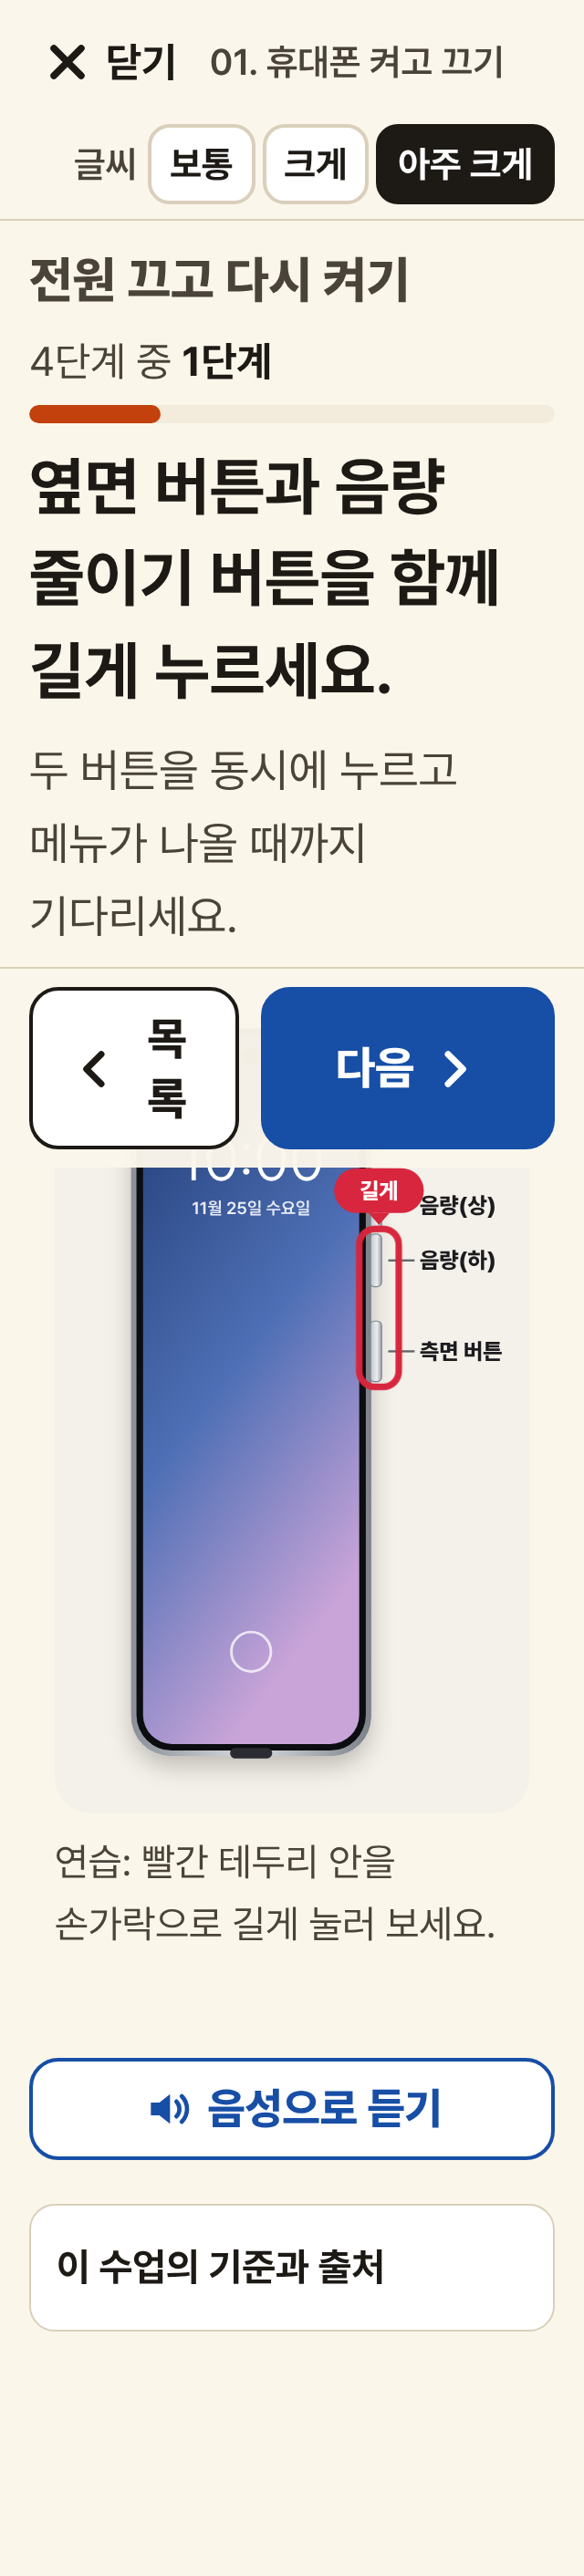 닫기 01. 휴대폰 켜고 끄기
글씨 보통 크게 아주 크게
전원 끄고 다시 켜기
4단계 중 1단계
옆면 버튼과 음량
줄이기 버튼을 함께
길게 누르세요.
두 버튼을 동시에 누르고
메뉴가 나올 때까지
기다리세요.
목
록
다음
10:00
11월 25일 수요일
길게
음량(상)
음량(하)
측면 버튼
연습: 빨간 테두리 안을
손가락으로 길게 눌러 보세요.
음성으로 듣기
이 수업의 기준과 출처